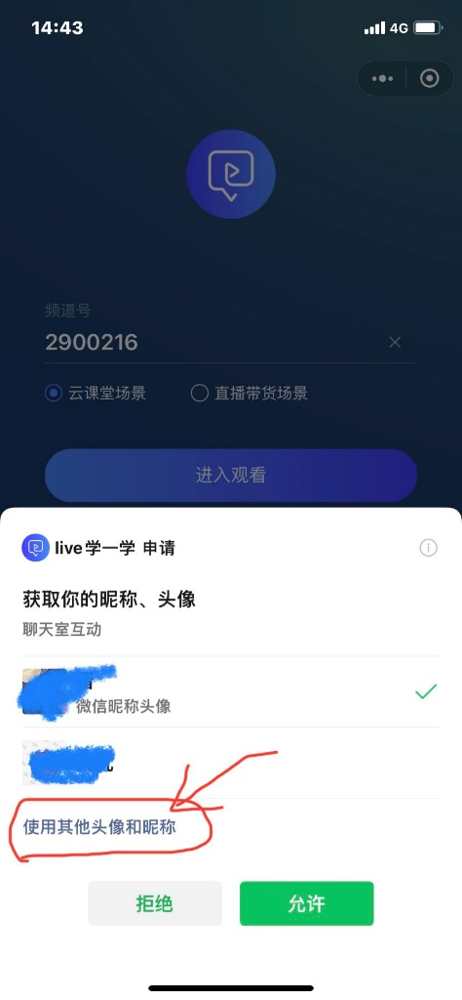 14:43
4G
频道号
2900216
云课堂场景
直播带货场景
进入观看
live学一学 申请
获取你的昵称、头像
聊天室互动
微信昵称头像
使用其他头像和昵称
拒绝
允许